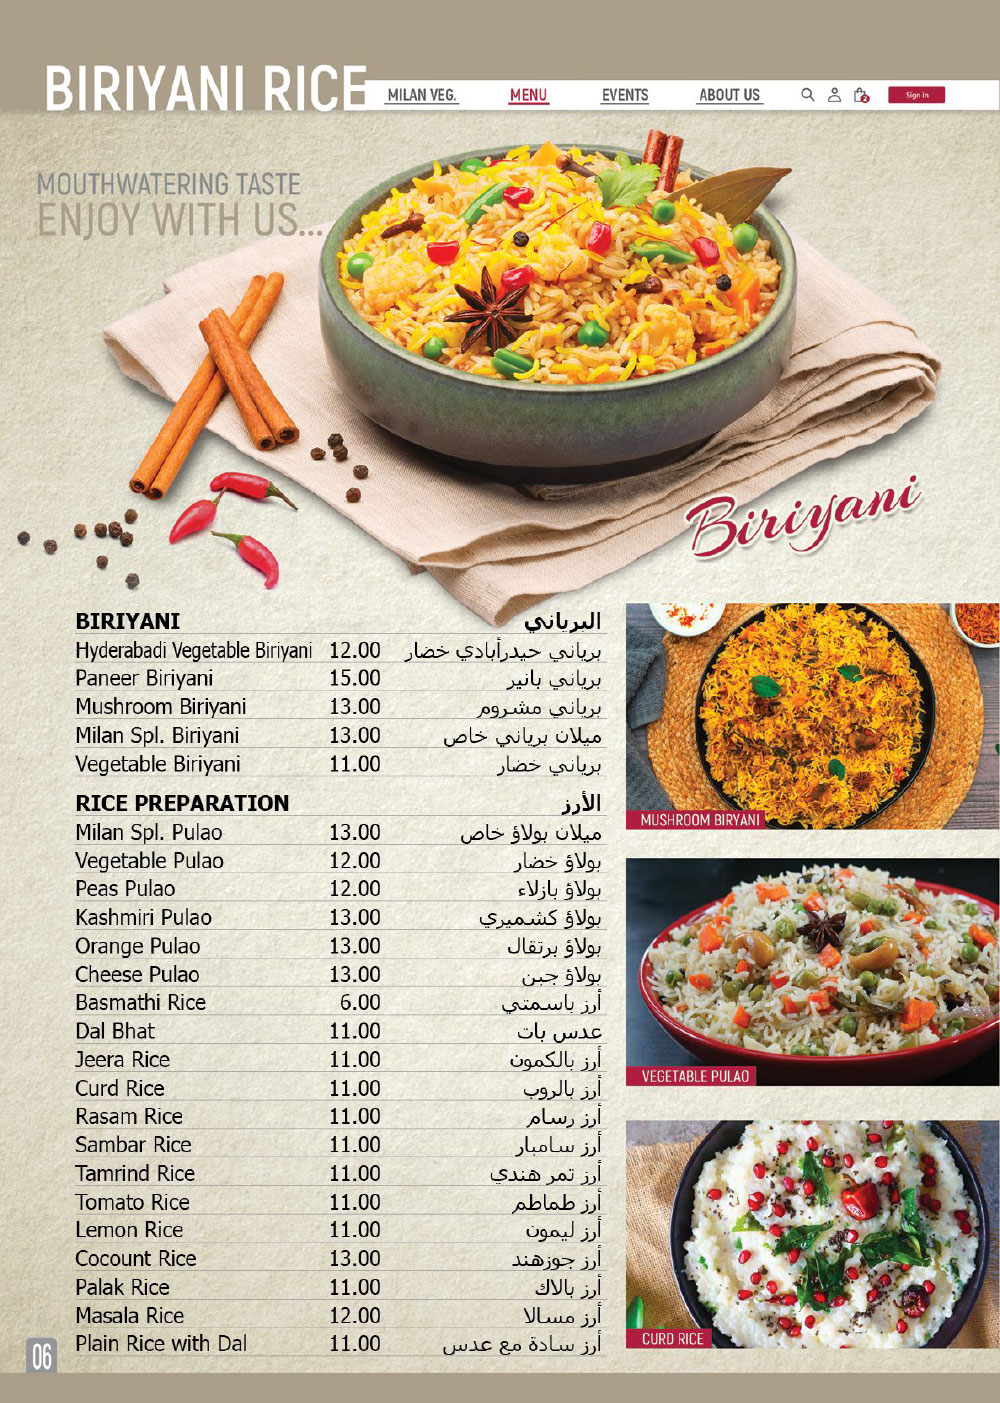 BIRIYANI RICE
MILAN VEG. MENU EVENTS ABOUT US 2 Sign In
MOUTHWATERING TASTE
ENJOY WITH US...
Biriyani
BIRIYANI البرياني
Hyderabadi Vegetable Biriyani 12.00 برياني حيدرأبادي خضار
Paneer Biriyani 15.00 برياني بانير
Mushroom Biriyani 13.00 برياني مشروم
Milan Spl. Biriyani 13.00 ميلان برياني خاص
Vegetable Biriyani 11.00 برياني خضار
RICE PREPARATION الأرز
Milan Spl. Pulao 13.00 ميلان بولاؤ خاص
Vegetable Pulao 12.00 بولاؤ خضار
Peas Pulao 12.00 بولاؤ بازلاء
Kashmiri Pulao 13.00 بولاؤ كشميري
Orange Pulao 13.00 بولاؤ برتقال
Cheese Pulao 13.00 بولاؤ جبن
Basmathi Rice 6.00 أرز باسمتي
Dal Bhat 11.00 عدس بات
Jeera Rice 11.00 أرز بالكمون
Curd Rice 11.00 أرز بالروب
Rasam Rice 11.00 أرز رسام
Sambar Rice 11.00 أرز سامبار
Tamrind Rice 11.00 أرز تمر هندي
Tomato Rice 11.00 أرز طماطم
Lemon Rice 11.00 أرز ليمون
Cocount Rice 13.00 أرز جوزهند
Palak Rice 11.00 أرز بالاك
Masala Rice 12.00 أرز مسالا
Plain Rice with Dal 11.00 أرز سادة مع عدس
MUSHROOM BIRYANI
VEGETABLE PULAO
CURD RICE
06